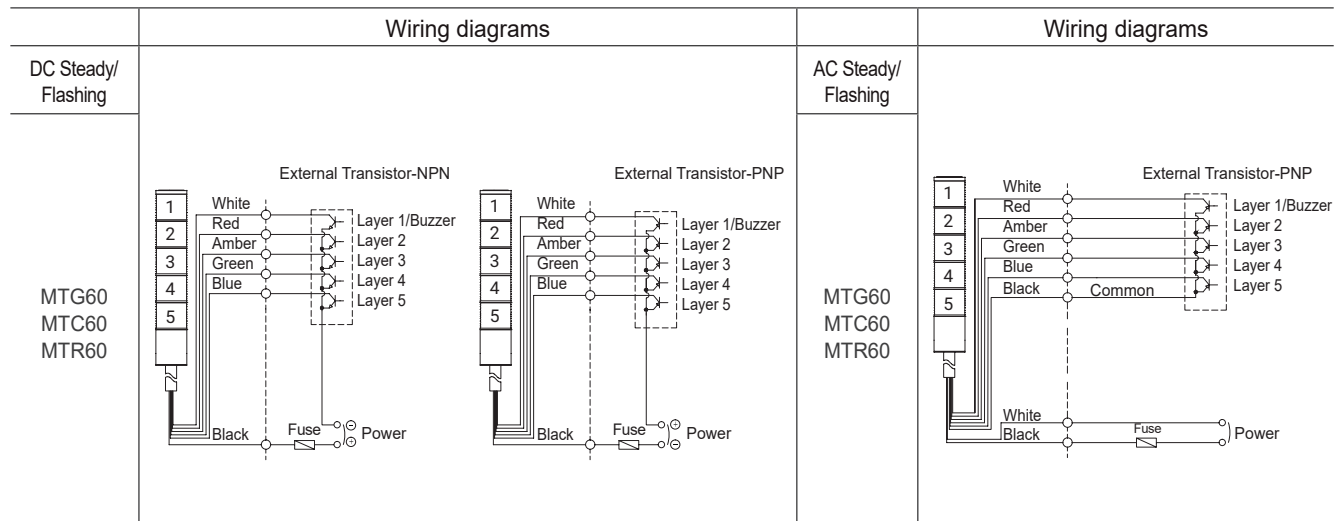 Wiring diagrams
Wiring diagrams
DC Steady/
Flashing
AC Steady/
Flashing
MTG60
MTC60
MTR60
External Transistor-NPN
1
2
3
4
5
White
Red
Amber
Green
Blue
Layer 1/Buzzer
Layer 2
Layer 3
Layer 4
Layer 5
Black
Fuse
⊖
⊕
Power
External Transistor-PNP
1
2
3
4
5
White
Red
Amber
Green
Blue
Layer 1/Buzzer
Layer 2
Layer 3
Layer 4
Layer 5
Black
Fuse
⊕
⊖
Power
MTG60
MTC60
MTR60
External Transistor-PNP
1
2
3
4
5
White
Red
Amber
Green
Blue
Black
Common
Layer 1/Buzzer
Layer 2
Layer 3
Layer 4
Layer 5
White
Black
Fuse
Power